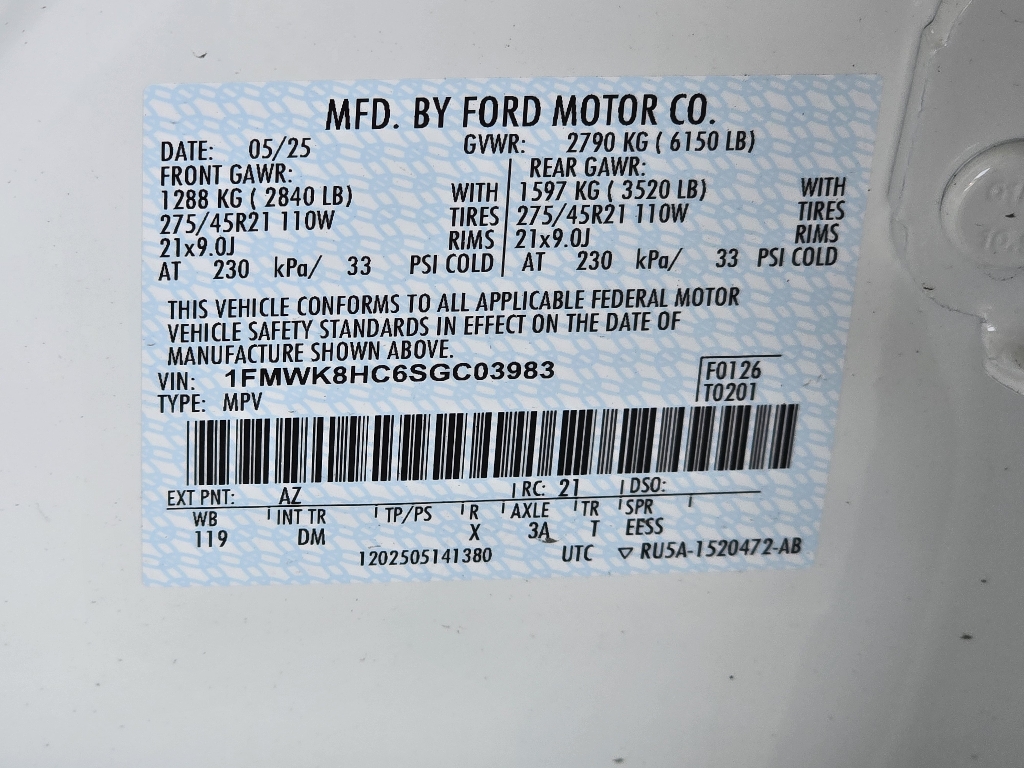 MFD. BY FORD MOTOR CO.
DATE: 05/25 GVWR: 2790 KG ( 6150 LB)
FRONT GAWR: REAR GAWR:
1288 KG ( 2840 LB) WITH 1597 KG ( 3520 LB) WITH
275/45R21 110W TIRES 275/45R21 110W TIRES
21x9.0J RIMS 21x9.0J RIMS
AT 230 kPa/ 33 PSI COLD AT 230 kPa/ 33 PSI COLD
THIS VEHICLE CONFORMS TO ALL APPLICABLE FEDERAL MOTOR
VEHICLE SAFETY STANDARDS IN EFFECT ON THE DATE OF
MANUFACTURE SHOWN ABOVE.
VIN: 1FMWK8HC6SGC03983 F0126
TYPE: MPV T0201
EXT PNT: AZ RC: 21 DSO:
WB INT TR TP/PS R AXLE TR SPR
119 DM X 3A T EESS
1202505141380 UTC ▽ RU5A-1520472-AB